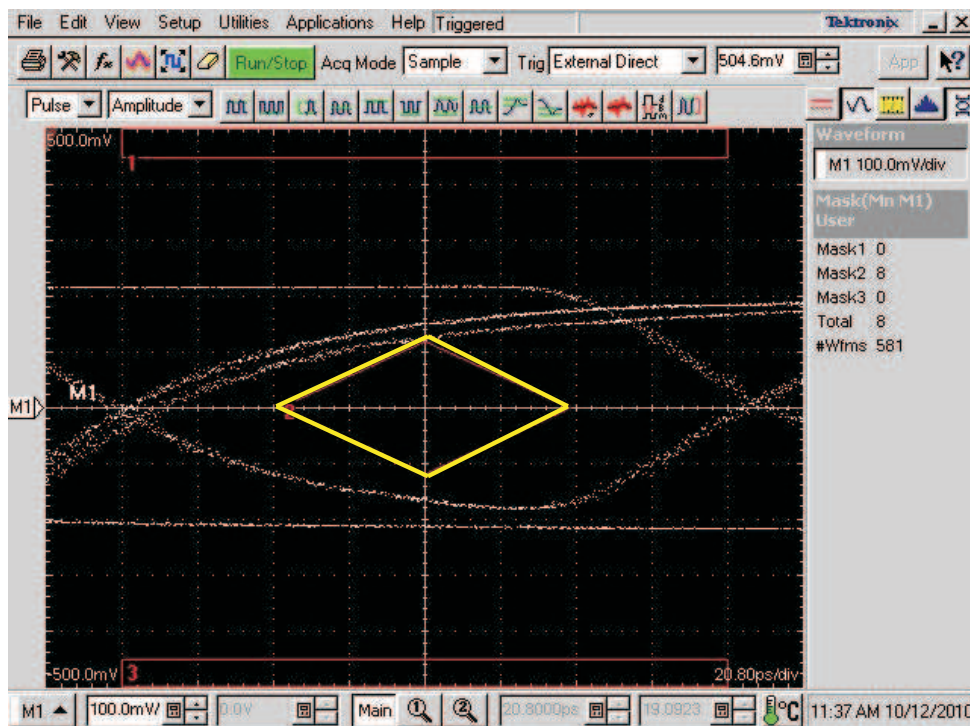 File Edit View Setup Utilities Applications Help Triggered Tektronix
Run/Stop Acq Mode Sample Trig External Direct 504.6mV App
Pulse Amplitude
500.0mV
1
Waveform
M1 100.0mV/div
Mask(Mn M1)
User
Mask1 0
Mask2 8
Mask3 0
Total 8
#Wfms 581
M1
M1
2
-500.0mV
3
20.80ps/div
M1 100.0mV/ 0.0V Main 1 2 20.8000ps 19.0923 °C 11:37 AM 10/12/2010